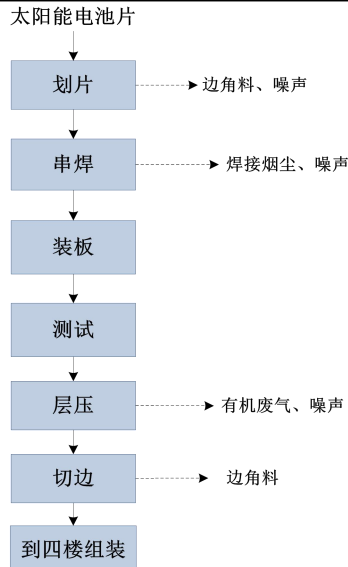 太阳能电池片
划片
边角料、噪声
串焊
焊接烟尘、噪声
装板
测试
层压
有机废气、噪声
切边
边角料
到四楼组装